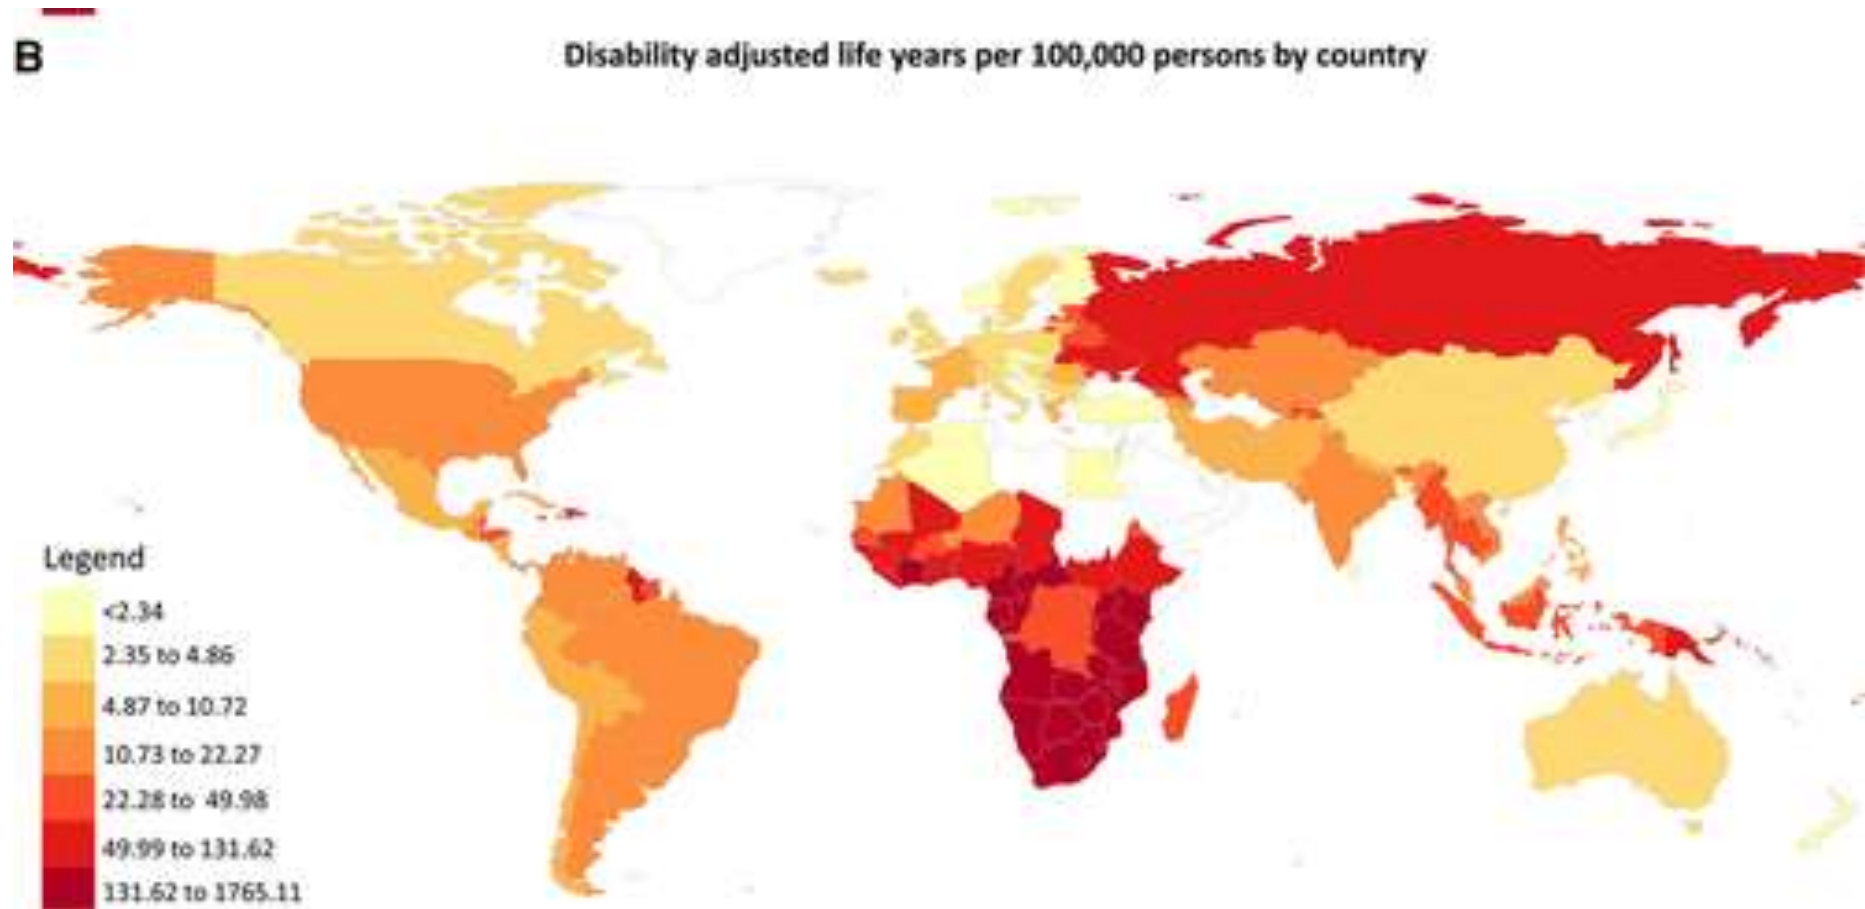 B
Disability adjusted life years per 100,000 persons by country
Legend
<2.34
2.35 to 4.86
4.87 to 10.72
10.73 to 22.27
22.28 to 49.98
49.99 to 131.62
131.62 to 1765.11